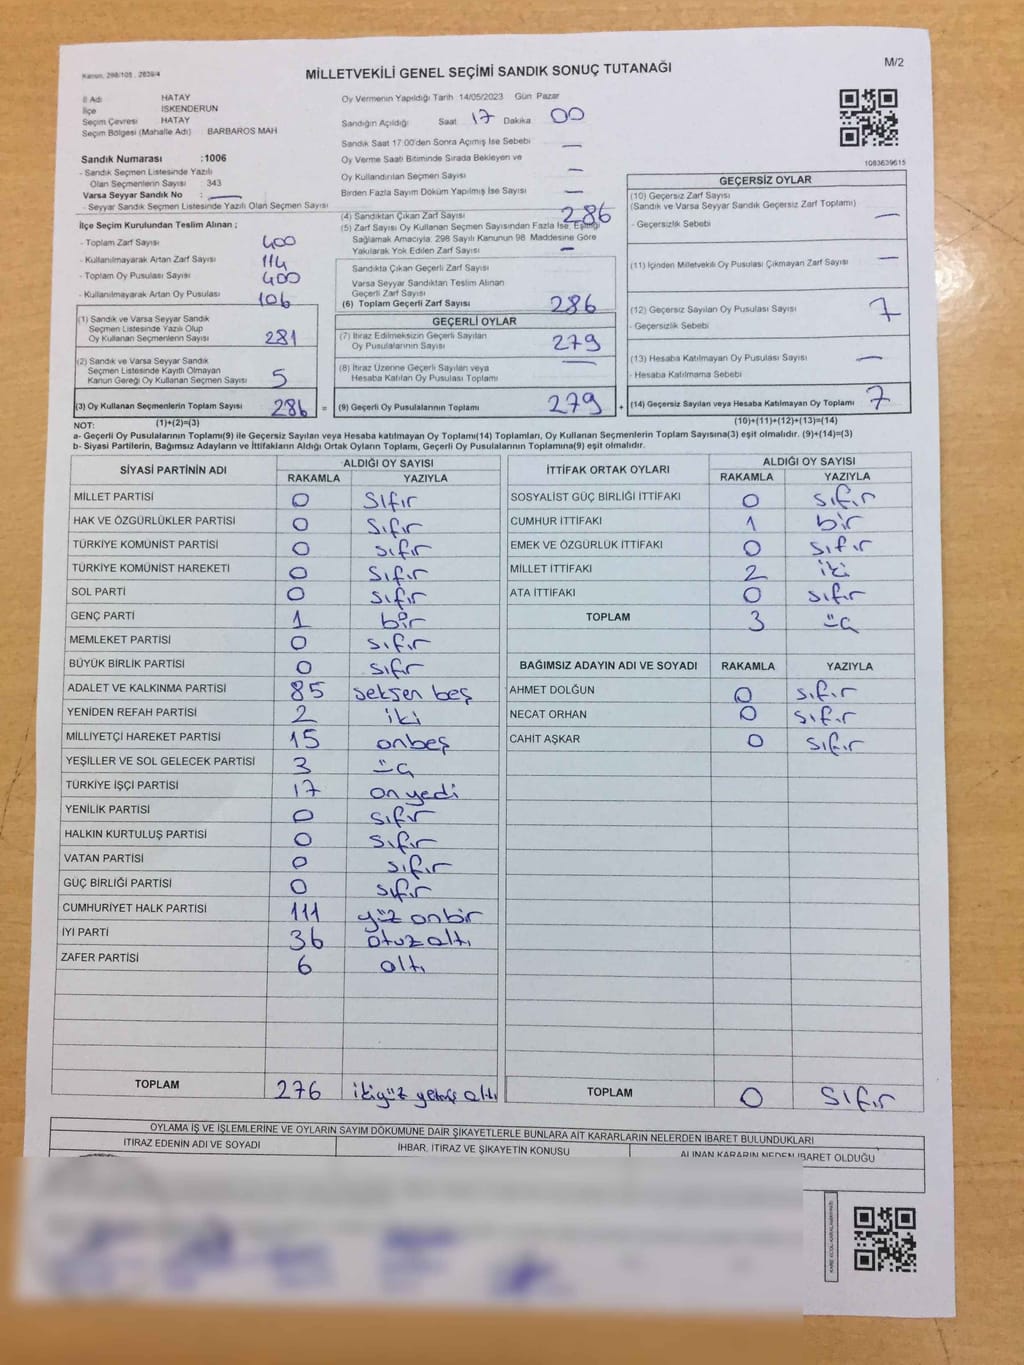 Kanun, 298/105 , 2839/4
MİLLETVEKİLİ GENEL SEÇİMİ SANDIK SONUÇ TUTANAĞI
M/2
İl Adı HATAY
İlçe İSKENDERUN
Seçim Çevresi HATAY
Seçim Bölgesi (Mahalle Adı) BARBAROS MAH
Sandık Numarası :1006
- Sandık Seçmen Listesinde Yazılı
Olan Seçmenlerin Sayısı : 343
Varsa Seyyar Sandık No : —
- Seyyar Sandık Seçmen Listesinde Yazılı Olan Seçmen Sayısı :
Oy Vermenin Yapıldığı Tarih 14/05/2023 Gün Pazar
Sandığın Açıldığı Saat 17 Dakika 00
Sandık Saat 17:00'den Sonra Açımış İse Sebebi —
Oy Verme Saati Bitiminde Sırada Bekleyen ve
Oy Kullandırılan Seçmen Sayısı —
Birden Fazla Sayım Döküm Yapılmış İse Sayısı —
1083639615
İlçe Seçim Kurulundan Teslim Alınan ;
- Toplam Zarf Sayısı 400
- Kullanılmayarak Artan Zarf Sayısı 114
- Toplam Oy Pusulası Sayısı 400
- Kullanılmayarak Artan Oy Pusulası 106
(1) Sandık ve Varsa Seyyar Sandık
Seçmen Listesinde Yazılı Olup
Oy Kullanan Seçmenlerin Sayısı 281
(2) Sandık ve Varsa Seyyar Sandık
Seçmen Listesinde Kayıtlı Olmayan
Kanun Gereği Oy Kullanan Seçmen Sayısı 5
(3) Oy Kullanan Seçmenlerin Toplam Sayısı 286 =
(4) Sandıktan Çıkan Zarf Sayısı 286
(5) Zarf Sayısı Oy Kullanan Seçmen Sayısından Fazla İse, Eşitliği
Sağlamak Amacıyla; 298 Sayılı Kanunun 98. Maddesine Göre
Yakılarak Yok Edilen Zarf Sayısı —
Sandıkta Çıkan Geçerli Zarf Sayısı
Varsa Seyyar Sandıktan Teslim Alınan
Geçerli Zarf Sayısı
(6) Toplam Geçerli Zarf Sayısı 286
GEÇERLİ OYLAR
(7) İtiraz Edilmeksizin Geçerli Sayılan
Oy Pusulalarının Sayısı 279
(8) İtiraz Üzerine Geçerli Sayılan veya
Hesaba Katılan Oy Pusulası Toplamı —
(9) Geçerli Oy Pusulalarının Toplamı 279 +
GEÇERSİZ OYLAR
(10) Geçersiz Zarf Sayısı
(Sandık ve Varsa Seyyar Sandık Geçersiz Zarf Toplamı) —
- Geçersizlik Sebebi
(11) İçinden Milletvekili Oy Pusulası Çıkmayan Zarf Sayısı —
(12) Geçersiz Sayılan Oy Pusulası Sayısı 7
- Geçersizlik Sebebi
(13) Hesaba Katılmayan Oy Pusulası Sayısı —
- Hesaba Katılmama Sebebi
(14) Geçersiz Sayılan veya Hesaba Katılmayan Oy Toplamı 7
NOT: (1)+(2)=(3) (10)+(11)+(12)+(13)=(14)
a- Geçerli Oy Pusulalarının Toplamı(9) ile Geçersiz Sayılan veya Hesaba katılmayan Oy Toplamı(14) Toplamları, Oy Kullanan Seçmenlerin Toplam Sayısına(3) eşit olmalıdır. (9)+(14)=(3)
b- Siyasi Partilerin, Bağımsız Adayların ve İttifakların Aldığı Ortak Oyların Toplamı, Geçerli Oy Pusulalarının Toplamına(9) eşit olmalıdır.
SİYASİ PARTİNİN ADI ALDIĞI OY SAYISI
RAKAMLA YAZIYLA
MİLLET PARTİSİ 0 sıfır
HAK VE ÖZGÜRLÜKLER PARTİSİ 0 sıfır
TÜRKİYE KOMÜNİST PARTİSİ 0 sıfır
TÜRKİYE KOMÜNİST HAREKETİ 0 sıfır
SOL PARTİ 0 sıfır
GENÇ PARTİ 1 bir
MEMLEKET PARTİSİ 0 sıfır
BÜYÜK BİRLİK PARTİSİ 0 sıfır
ADALET VE KALKINMA PARTİSİ 85 seksen beş
YENİDEN REFAH PARTİSİ 2 iki
MİLLİYETÇİ HAREKET PARTİSİ 15 onbeş
YEŞİLLER VE SOL GELECEK PARTİSİ 3 üç
TÜRKİYE İŞÇİ PARTİSİ 17 onyedi
YENİLİK PARTİSİ 0 sıfır
HALKIN KURTULUŞ PARTİSİ 0 sıfır
VATAN PARTİSİ 0 sıfır
GÜÇ BİRLİĞİ PARTİSİ 0 sıfır
CUMHURİYET HALK PARTİSİ 111 yüz onbir
İYİ PARTİ 36 otuz altı
ZAFER PARTİSİ 6 altı
TOPLAM 276 ikiyüz yetmiş altı
İTTİFAK ORTAK OYLARI ALDIĞI OY SAYISI
RAKAMLA YAZIYLA
SOSYALİST GÜÇ BİRLİĞİ İTTİFAKI 0 sıfır
CUMHUR İTTİFAKI 1 bir
EMEK VE ÖZGÜRLÜK İTTİFAKI 0 sıfır
MİLLET İTTİFAKI 2 iki
ATA İTTİFAKI 0 sıfır
TOPLAM 3 üç
BAĞIMSIZ ADAYIN ADI VE SOYADI RAKAMLA YAZIYLA
AHMET DOLĞUN 0 sıfır
NECAT ORHAN 0 sıfır
CAHİT AŞKAR 0 sıfır
TOPLAM 0 sıfır
OYLAMA İŞ VE İŞLEMLERİNE VE OYLARIN SAYIM DÖKÜMÜNE DAİR ŞİKAYETLERLE BUNLARA AİT KARARLARIN NELERDEN İBARET BULUNDUKLARI
İTİRAZ EDENİN ADI VE SOYADI İHBAR, İTİRAZ VE ŞİKAYETİN KONUSU ALINAN KARARIN NEDEN İBARET OLDUĞU